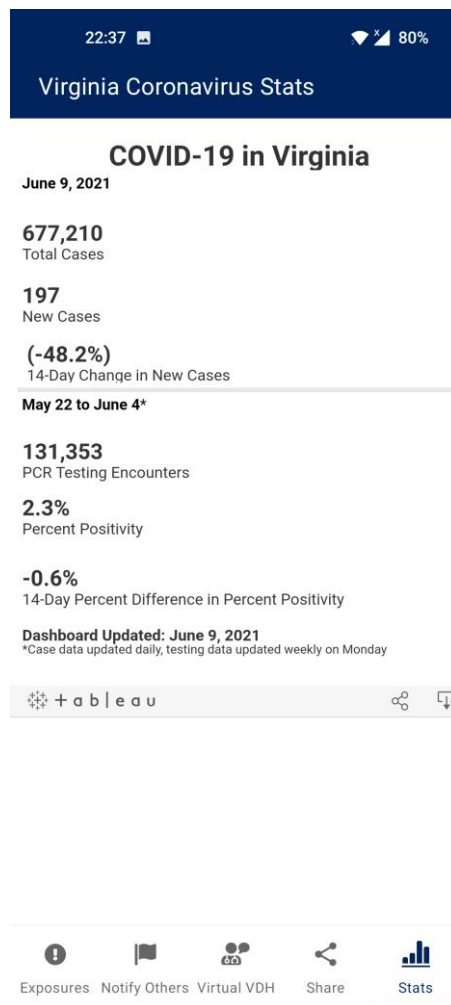 22:37
x
80%
Virginia Coronavirus Stats
COVID-19 in Virginia
June 9, 2021
677,210
Total Cases
197
New Cases
(-48.2%)
14-Day Change in New Cases
May 22 to June 4*
131,353
PCR Testing Encounters
2.3%
Percent Positivity
-0.6%
14-Day Percent Difference in Percent Positivity
Dashboard Updated: June 9, 2021
*Case data updated daily, testing data updated weekly on Monday
+ableau
Exposures Notify Others Virtual VDH Share Stats